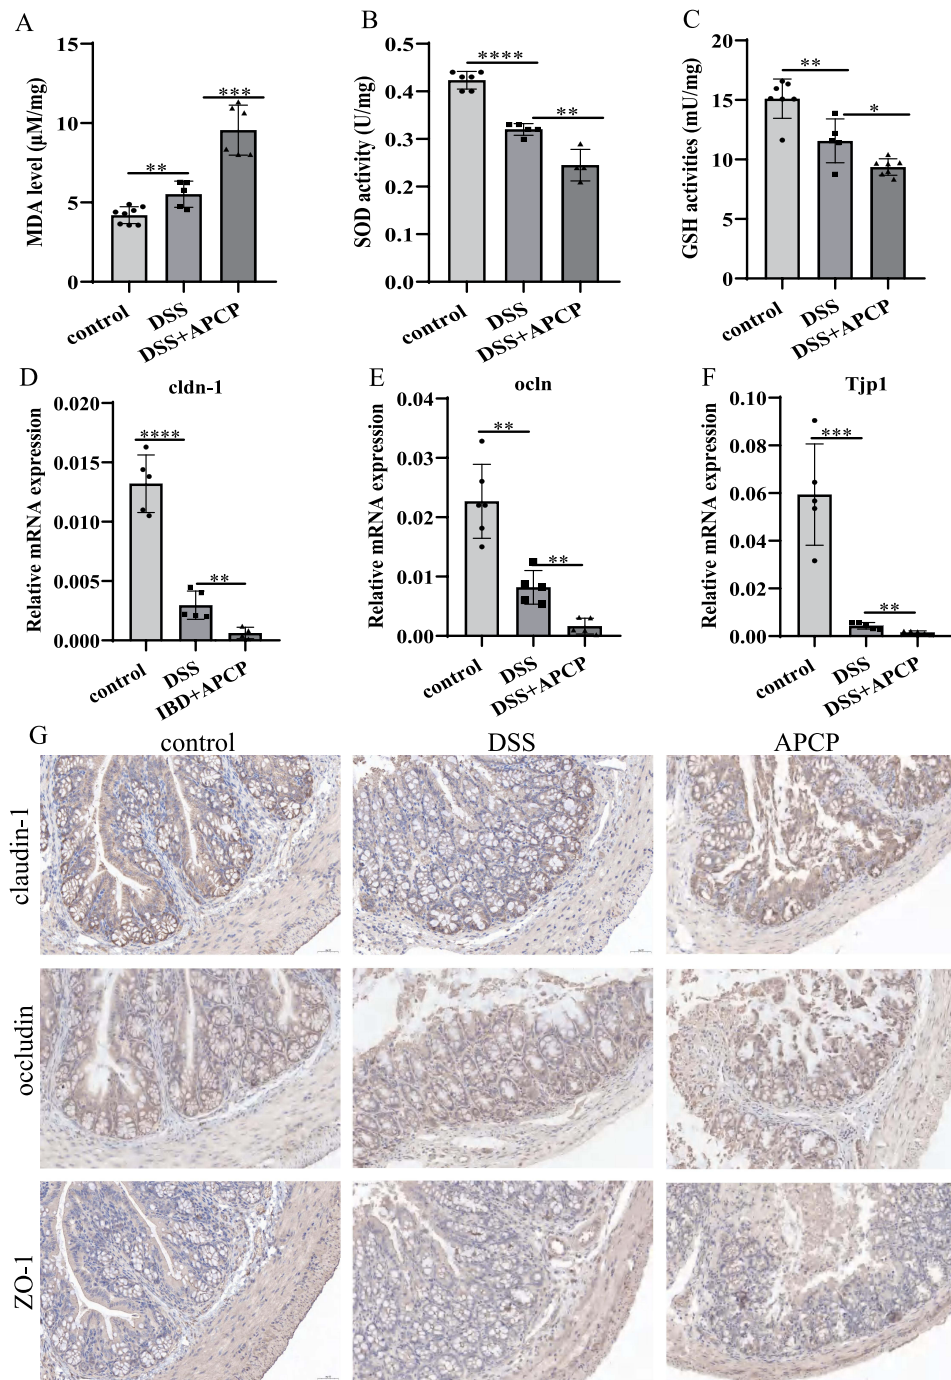 A
MDA level (μM/mg)
15
10
5
0
**
***
control
DSS
DSS+APCP
B
SOD activity (U/mg)
0.5
0.4
0.3
0.2
0.1
0.0
****
**
control
DSS
DSS+APCP
C
GSH activities (mU/mg)
20
15
10
5
0
**
*
control
DSS
DSS+APCP
D
cldn-1
Relative mRNA expression
0.020
0.015
0.010
0.005
0.000
****
**
control
DSS
IBD+APCP
E
ocln
Relative mRNA expression
0.04
0.03
0.02
0.01
0.00
**
**
control
DSS
DSS+APCP
F
Tjp1
Relative mRNA expression
0.10
0.08
0.06
0.04
0.02
0.00
***
**
control
DSS
DSS+APCP
G
control
DSS
APCP
claudin-1
occludin
ZO-1